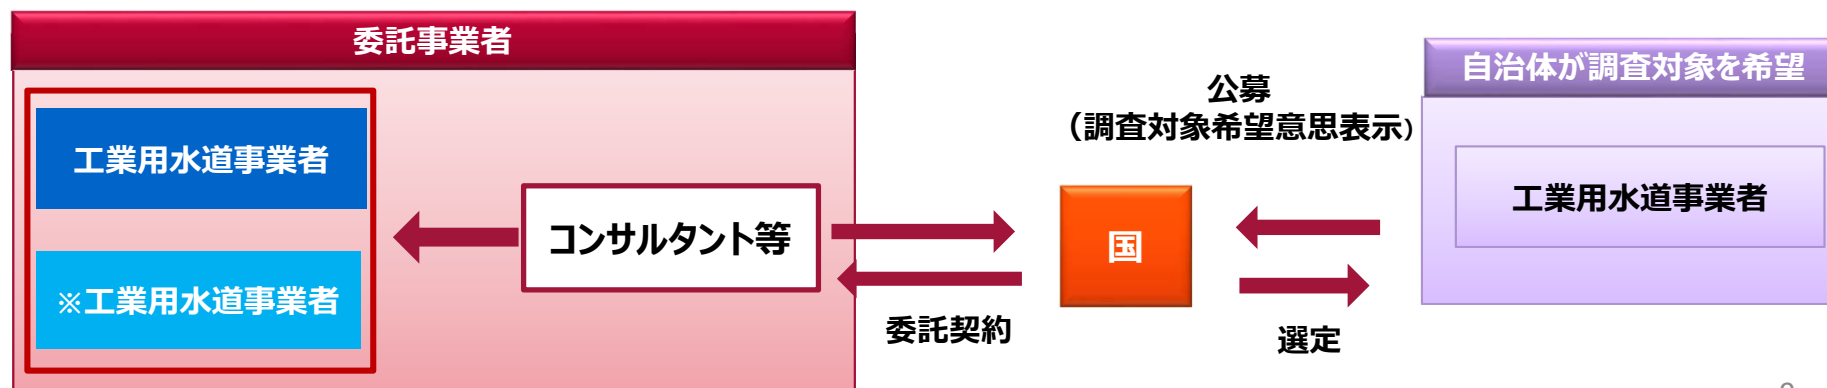 委託事業者
工業用水道事業者
※工業用水道事業者
コンサルタント等
委託契約
公募
（調査対象希望意思表示）
国
選定
自治体が調査対象を希望
工業用水道事業者